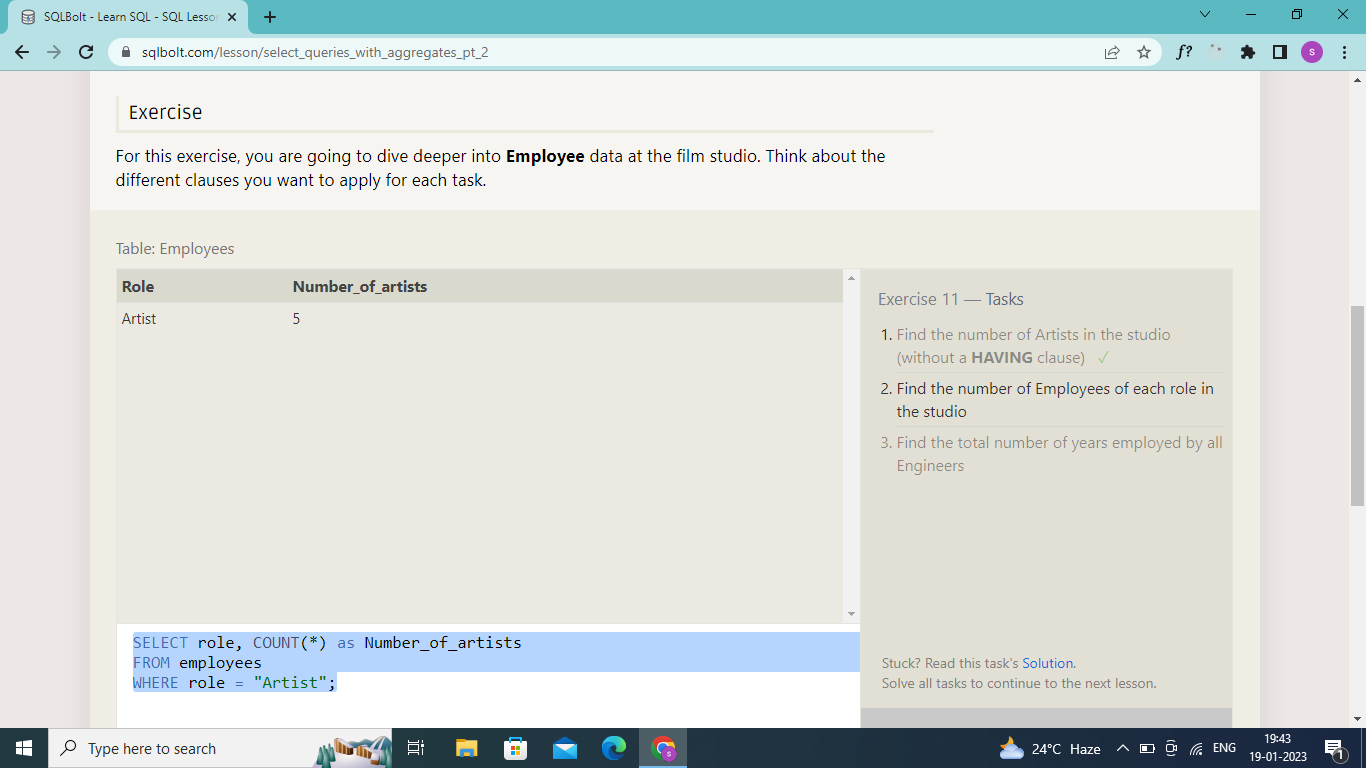 SQLBolt - Learn SQL - SQL Lesson
sqlbolt.com/lesson/select_queries_with_aggregates_pt_2
f?
S
Exercise
For this exercise, you are going to dive deeper into Employee data at the film studio. Think about the
different clauses you want to apply for each task.
Table: Employees
Role Number_of_artists
Artist 5
Exercise 11 — Tasks
1. Find the number of Artists in the studio
(without a HAVING clause) ✓
2. Find the number of Employees of each role in
the studio
3. Find the total number of years employed by all
Engineers
Stuck? Read this task's Solution.
Solve all tasks to continue to the next lesson.
SELECT role, COUNT(*) as Number_of_artists
FROM employees
WHERE role = "Artist";
Type here to search
24°C Haze
ENG
19:43
19-01-2023
1